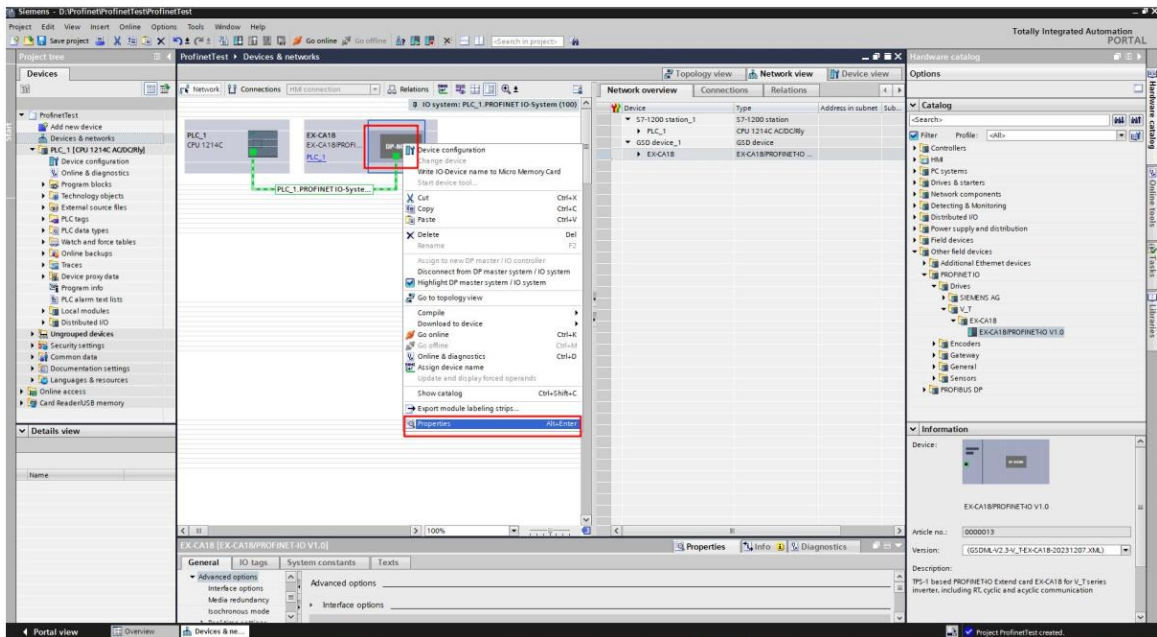 Siemens - D:\Profinet\ProfinetTest\ProfinetTest
Project Edit View Insert Online Options Tools Window Help
Totally Integrated Automation
PORTAL
Save project
Go online
Go offline
<Search in project>
Project tree
Devices
ProfinetTest
Add new device
Devices & networks
PLC_1 [CPU 1214C AC/DC/Rly]
Device configuration
Online & diagnostics
Program blocks
Technology objects
External source files
PLC tags
PLC data types
Watch and force tables
Online backups
Traces
Device proxy data
Program info
PLC alarm text lists
Local modules
Distributed I/O
Ungrouped devices
Security settings
Common data
Documentation settings
Languages & resources
Online access
Card Reader/USB memory
Details view
Name
Start
ProfinetTest ▸ Devices & networks
Topology view
Network view
Device view
Network
Connections
HMI connection
Relations
IO system: PLC_1.PROFINET IO-System (100)
PLC_1
CPU 1214C
EX-CA18
EX-CA18/PROFI...
PLC_1
PLC_1.PROFINET IO-Syste...
Device configuration
Change device
Write IO-Device name to Micro Memory Card
Start device tool...
Cut Ctrl+X
Copy Ctrl+C
Paste Ctrl+V
Delete Del
Rename F2
Assign to new DP master / IO controller
Disconnect from DP master system / IO system
Highlight DP master system / IO system
Go to topology view
Compile
Download to device
Go online Ctrl+K
Go offline Ctrl+M
Online & diagnostics Ctrl+D
Assign device name
Update and display forced operands
Show catalog Ctrl+Shift+C
Export module labeling strips...
Properties Alt+Enter
100%
Network overview
Connections
Relations
Device Type Address in subnet Sub...
S7-1200 station_1 S7-1200 station
PLC_1 CPU 1214C AC/DC/Rly
GSD device_1 GSD device
EX-CA18 EX-CA18/PROFINET-IO ...
EX-CA18 [EX-CA18/PROFINET-IO V1.0]
Properties
Info
Diagnostics
General
IO tags
System constants
Texts
Advanced options
Interface options
Media redundancy
Isochronous mode
Advanced options
Interface options
Hardware catalog
Options
Catalog
<Search>
Filter Profile: <All>
Controllers
HMI
PC systems
Drives & starters
Network components
Detecting & Monitoring
Distributed I/O
Power supply and distribution
Field devices
Other field devices
Additional Ethernet devices
PROFINET IO
Drives
SIEMENS AG
V_T
EX-CA18
EX-CA18/PROFINET-IO V1.0
Encoders
Gateway
General
Sensors
PROFIBUS DP
Information
Device:
EX-CA18/PROFINET-IO V1.0
Article no.: 0000013
Version: (GSDML-V2.3-V_T-EX-CA18-20231207.XML)
Description:
TPS-1 based PROFINET-IO Extend card EX-CA18 for V_T series
inverter, including RT, cyclic and acyclic communication
Hardware catalog
Online tools
Tasks
Libraries
Portal view
Overview
Devices & ne...
Project ProfinetTest created.